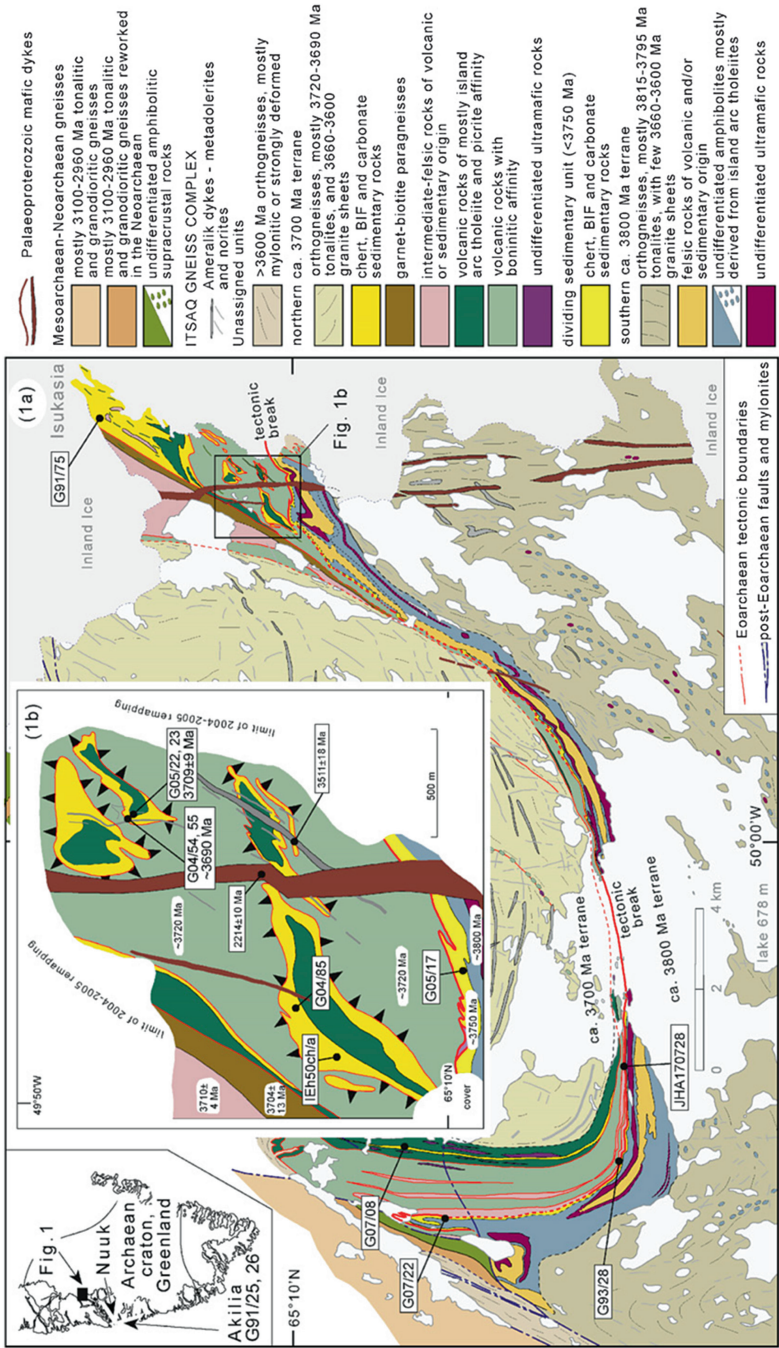 Fig.1
Nuuk
Archaean
craton,
Greenland
Akilia
G91/25, 26
65°10'N
49°50'W
(1b)
limit of 2004-2005 remapping
limit of 2004-2005 remapping
G05/22, 23
3709±9 Ma
G04/54, 55
~3690 Ma
~3720 Ma
2214±10 Ma
3511±18 Ma
3710±
4 Ma
3704±
13 Ma
G04/85
IEh50ch/a
~3720 Ma
G05/17
~3750 Ma
~3800 Ma
65°10'N
cover
500 m
(1a)
Isukasia
G91/75
Inland Ice
Inland Ice
Inland Ice
Inland Ice
tectonic
break
Fig. 1b
G07/08
G07/22
G93/28
JHA170728
ca. 3700 Ma terrane
tectonic
break
ca. 3800 Ma terrane
0
2
4 km
lake 678 m
50°00'W
Eoarchaean tectonic boundaries
post-Eoarchaean faults and mylonites
Palaeoproterozoic mafic dykes
Mesoarchaean-Neoarchaean gneisses
mostly 3100-2960 Ma tonalitic
and granodioritic gneisses
mostly 3100-2960 Ma tonalitic
and granodioritic gneisses reworked
in the Neoarchaean
undifferentiated amphibolitic
supracrustal rocks
ITSAQ GNEISS COMPLEX
Ameralik dykes - metadolerites
and norites
Unassigned units
>3600 Ma orthogneisses, mostly
mylonitic or strongly deformed
northern ca. 3700 Ma terrane
orthogneisses, mostly 3720-3690 Ma
tonalites, and 3660-3600
granite sheets
chert, BIF and carbonate
sedimentary rocks
garnet-biotite paragneisses
intermediate-felsic rocks of volcanic
or sedimentary origin
volcanic rocks of mostly island
arc tholeiite and picrite affinity
volcanic rocks with
boninitic affinity
undifferentiated ultramafic rocks
dividing sedimentary unit (<3750 Ma)
chert, BIF and carbonate
sedimentary rocks
southern ca. 3800 Ma terrane
orthogneisses, mostly 3815-3795 Ma
tonalites, with few 3660-3600 Ma
granite sheets
felsic rocks of volcanic and/or
sedimentary origin
undifferentiated amphibolites mostly
derived from island arc tholeiites
undifferentiated ultramafic rocks